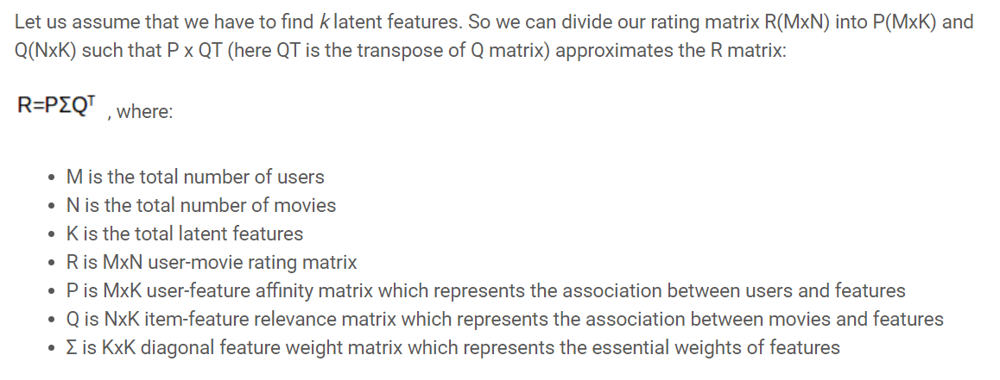 Let us assume that we have to find k latent features. So we can divide our rating matrix R(MxN) into P(MxK) and
Q(NxK) such that P x QT (here QT is the transpose of Q matrix) approximates the R matrix:
R=PΣQᵀ , where:
• M is the total number of users
• N is the total number of movies
• K is the total latent features
• R is MxN user-movie rating matrix
• P is MxK user-feature affinity matrix which represents the association between users and features
• Q is NxK item-feature relevance matrix which represents the association between movies and features
• Σ is KxK diagonal feature weight matrix which represents the essential weights of features